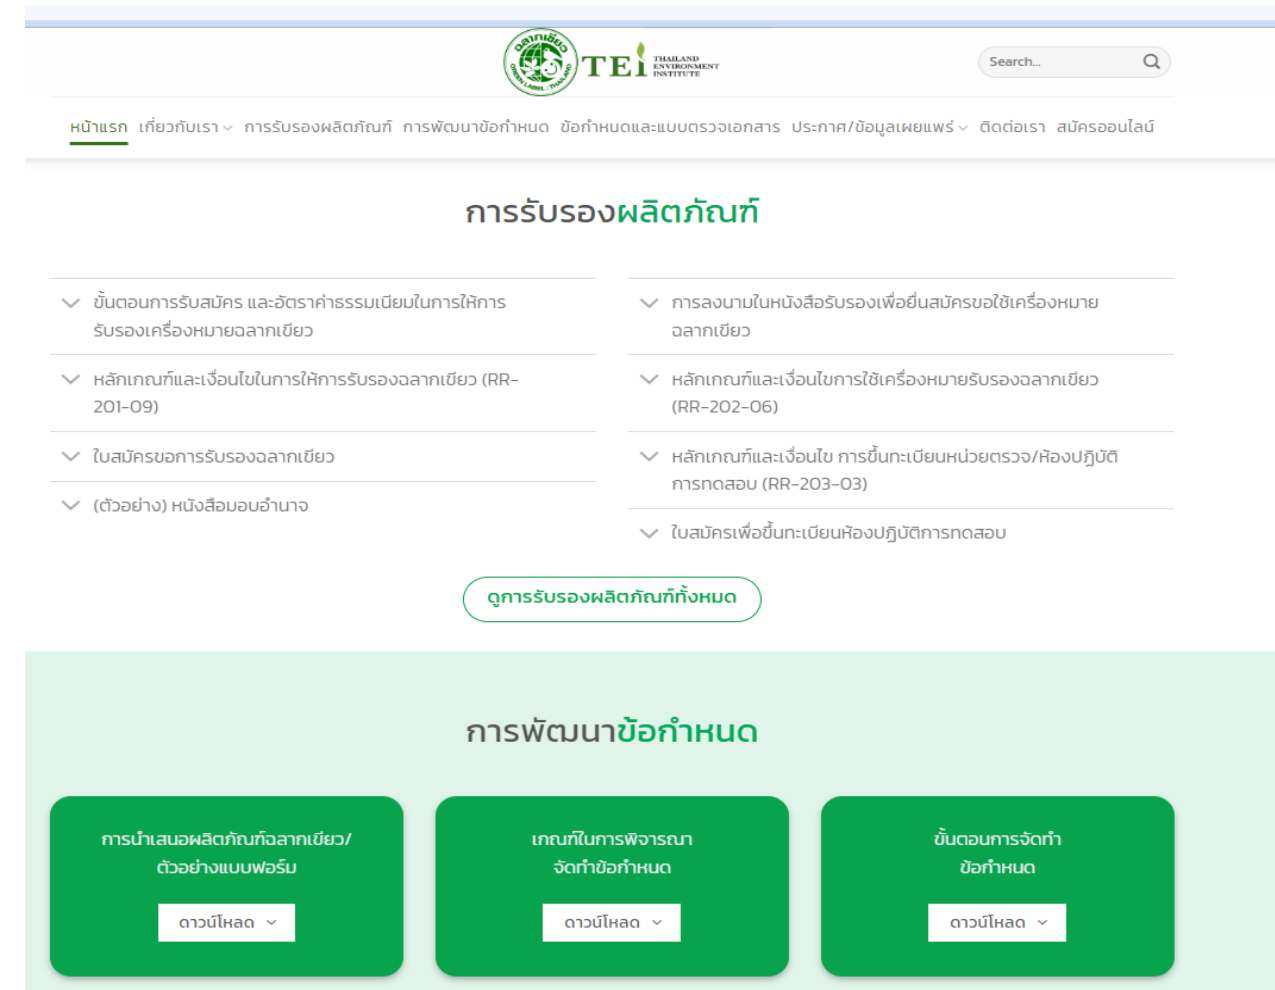 ฉลากเขียว
GREEN LABEL : THAILAND
TEi THAILAND
ENVIRONMENT
INSTITUTE
Search...
หน้าแรก เกี่ยวกับเรา การรับรองผลิตภัณฑ์ การพัฒนาข้อกำหนด ข้อกำหนดและแบบตรวจเอกสาร ประกาศ/ข้อมูลเผยแพร่ ติดต่อเรา สมัครออนไลน์
การรับรองผลิตภัณฑ์
ขั้นตอนการรับสมัคร และอัตราค่าธรรมเนียมในการให้การ
รับรองเครื่องหมายฉลากเขียว
หลักเกณฑ์และเงื่อนไขในการให้การรับรองฉลากเขียว (RR-
201-09)
ใบสมัครขอการรับรองฉลากเขียว
(ตัวอย่าง) หนังสือมอบอำนาจ
การลงนามในหนังสือรับรองเพื่อยื่นสมัครขอใช้เครื่องหมาย
ฉลากเขียว
หลักเกณฑ์และเงื่อนไขการใช้เครื่องหมายรับรองฉลากเขียว
(RR-202-06)
หลักเกณฑ์และเงื่อนไข การขึ้นทะเบียนหน่วยตรวจ/ห้องปฏิบัติ
การทดสอบ (RR-203-03)
ใบสมัครเพื่อขึ้นทะเบียนห้องปฏิบัติการทดสอบ
ดูการรับรองผลิตภัณฑ์ทั้งหมด
การพัฒนาข้อกำหนด
การนำเสนอผลิตภัณฑ์ฉลากเขียว/
ตัวอย่างแบบฟอร์ม
ดาวน์โหลด
เกณฑ์ในการพิจารณา
จัดทำข้อกำหนด
ดาวน์โหลด
ขั้นตอนการจัดทำ
ข้อกำหนด
ดาวน์โหลด